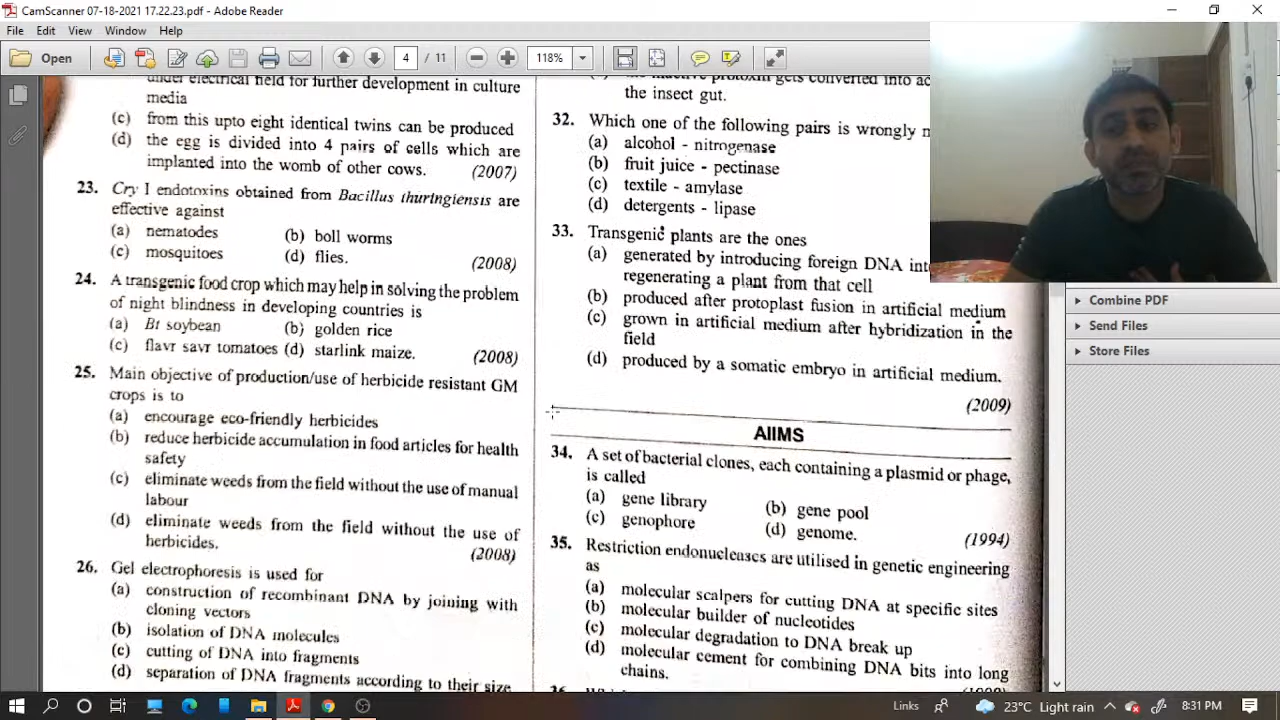 CamScanner 07-18-2021 17.22.23.pdf - Adobe Reader
File Edit View Window Help
Open
4 / 11
118%
under electrical field for further development in culture
media
(c) from this upto eight identical twins can be produced
(d) the egg is divided into 4 pairs of cells which are
implanted into the womb of other cows. (2007)
23. Cry I endotoxins obtained from Bacillus thuringiensis are
effective against
(a) nematodes (b) boll worms
(c) mosquitoes (d) flies. (2008)
24. A transgenic food crop which may help in solving the problem
of night blindness in developing countries is
(a) Bt soybean (b) golden rice
(c) flavr savr tomatoes (d) starlink maize. (2008)
25. Main objective of production/use of herbicide resistant GM
crops is to
(a) encourage eco-friendly herbicides
(b) reduce herbicide accumulation in food articles for health
safety
(c) eliminate weeds from the field without the use of manual
labour
(d) eliminate weeds from the field without the use of
herbicides. (2008)
26. Gel electrophoresis is used for
(a) construction of recombinant DNA by joining with
cloning vectors
(b) isolation of DNA molecules
(c) cutting of DNA into fragments
(d) separation of DNA fragments according to their size
protoxin gets converted into
the insect gut.
32. Which one of the following pairs is wrongly
(a) alcohol - nitrogenase
(b) fruit juice - pectinase
(c) textile - amylase
(d) detergents - lipase
33. Transgenic plants are the ones
(a) generated by introducing foreign DNA
regenerating a plant from that cell
(b) produced after protoplast fusion in artificial medium
(c) grown in artificial medium after hybridization in the
field
(d) produced by a somatic embryo in artificial medium.
(2009)
AIIMS
34. A set of bacterial clones, each containing a plasmid or phage,
is called
(a) gene library (b) gene pool
(c) genophore (d) genome. (1994)
35. Restriction endonucleases are utilised in genetic engineering
as
(a) molecular scalpers for cutting DNA at specific sites
(b) molecular builder of nucleotides
(c) molecular degradation to DNA break up
(d) molecular cement for combining DNA bits into long
chains.
Combine PDF
Send Files
Store Files
Links
23°C Light rain
8:31 PM